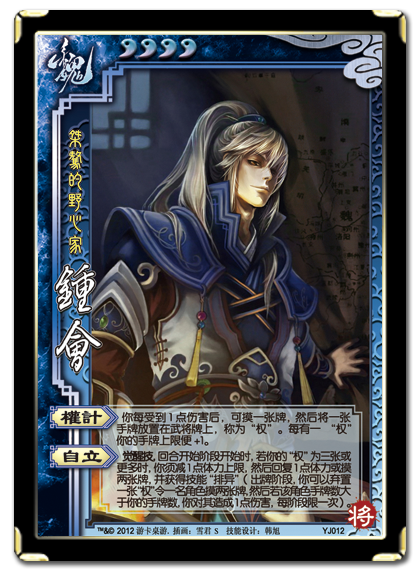 魏
桀驁的野心家
鍾會
權計
你每受到1点伤害后，可摸一张牌，然后将一张
手牌放置在武将牌上，称为“权”。每有一“权”
你的手牌上限便+1。
自立
觉醒技，回合开始阶段开始时，若你的“权”为三张或
更多时，你须减1点体力上限，然后回复1点体力或摸
两张牌，并获得技能“排异”（出牌阶段，你可以弃置
一张“权”令一名角色摸两张牌，然后若该角色手牌数大
于你的手牌数，你对其造成1点伤害，每阶段限一次）。
将
™&© 2012 游卡桌游. 插画：雪君S 技能设计：韩旭
YJ012
魏